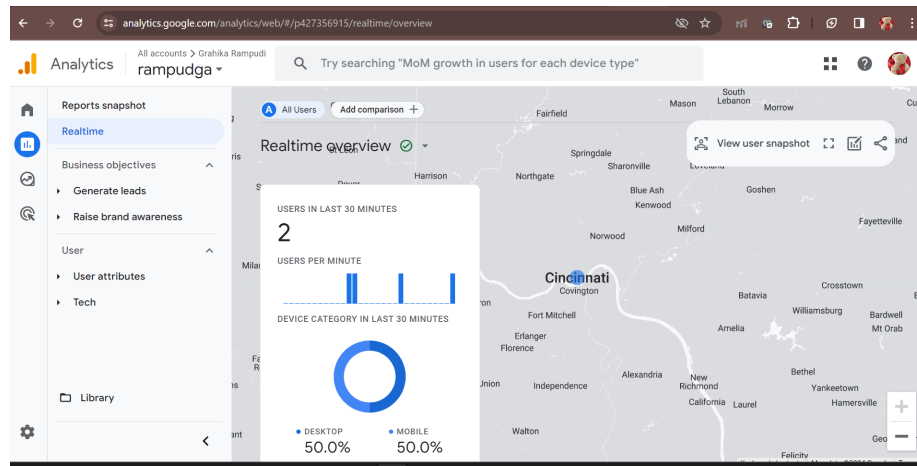 analytics.google.com/analytics/web/#/p427356915/realtime/overview
Analytics
All accounts > Grahika Rampudi
rampudga
Try searching "MoM growth in users for each device type"
Reports snapshot
Realtime
Business objectives
Generate leads
Raise brand awareness
User
User attributes
Tech
Library
A All Users
Add comparison +
Realtime overview
View user snapshot
USERS IN LAST 30 MINUTES
2
USERS PER MINUTE
DEVICE CATEGORY IN LAST 30 MINUTES
DESKTOP
50.0%
MOBILE
50.0%
Fairfield
Mason
South
Lebanon
Morrow
Springdale
Sharonville
Loveland
Harrison
Northgate
Blue Ash
Kenwood
Goshen
Fayetteville
Milford
Norwood
Cincinnati
Covington
Crosstown
Batavia
Williamsburg
Bardwell
Mt Orab
Fort Mitchell
Amelia
Erlanger
Florence
Bethel
Alexandria
New
Richmond
Independence
Yankeetown
California
Laurel
Hamersville
Walton
Felicity